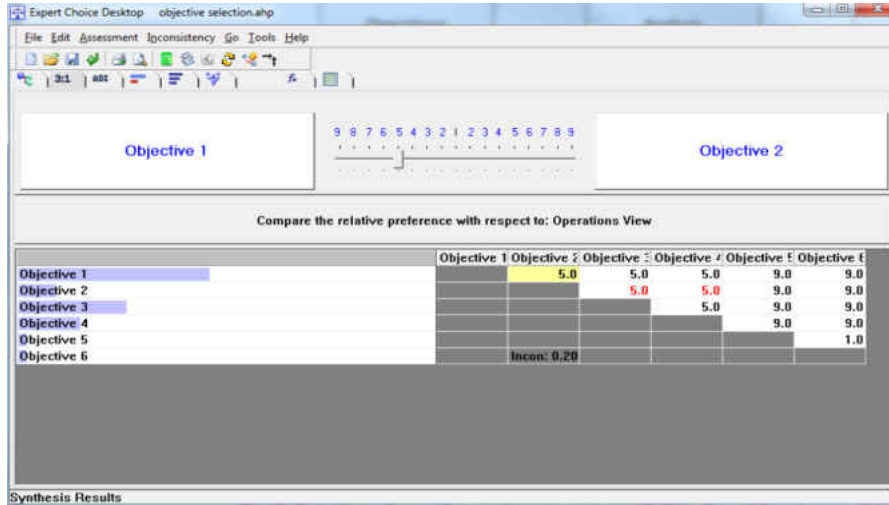 Expert Choice Desktop objective selection.ahp
File Edit Assessment Inconsistency Go Tools Help
3:1 ABC
9 8 7 6 5 4 3 2 1 2 3 4 5 6 7 8 9
Objective 1 Objective 2
Compare the relative preference with respect to: Operations View
Objective 1 Objective 2 Objective 3 Objective 4 Objective 5 Objective 6
Objective 1 5.0 5.0 5.0 9.0 9.0
Objective 2 5.0 5.0 9.0 9.0
Objective 3 5.0 9.0 9.0
Objective 4 9.0 9.0
Objective 5 1.0
Objective 6 Incon: 0.20
Synthesis Results